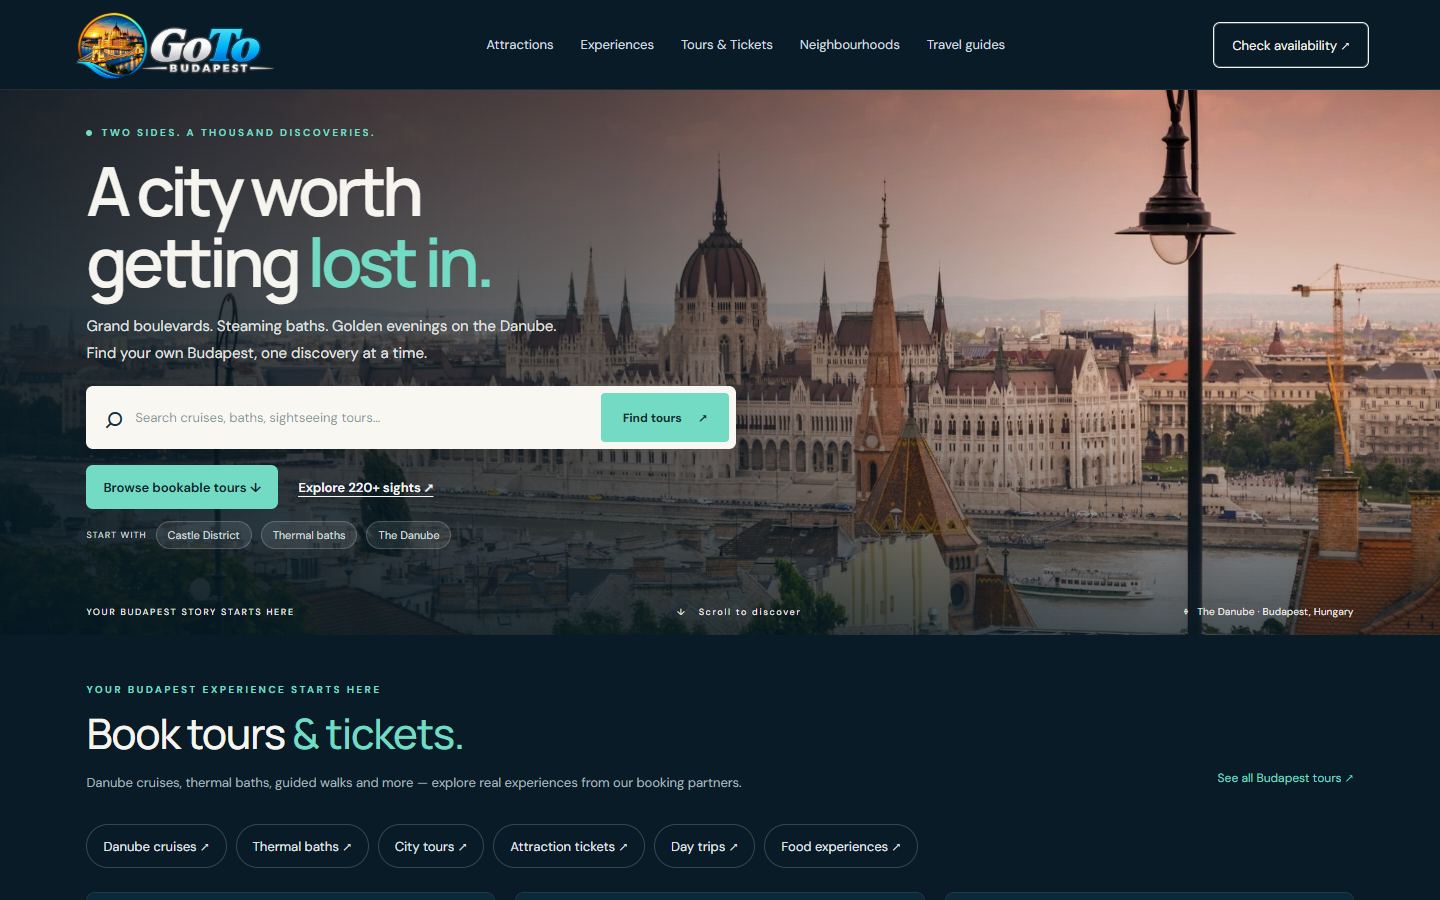 GoTo
BUDAPEST
Attractions
Experiences
Tours & Tickets
Neighbourhoods
Travel guides
Check availability ↗
TWO SIDES. A THOUSAND DISCOVERIES.
A city worth
getting lost in.
Grand boulevards. Steaming baths. Golden evenings on the Danube.
Find your own Budapest, one discovery at a time.
Search cruises, baths, sightseeing tours...
Find tours ↗
Browse bookable tours ↓
Explore 220+ sights ↗
START WITH
Castle District
Thermal baths
The Danube
YOUR BUDAPEST STORY STARTS HERE
↓ Scroll to discover
The Danube · Budapest, Hungary
YOUR BUDAPEST EXPERIENCE STARTS HERE
Book tours & tickets.
Danube cruises, thermal baths, guided walks and more — explore real experiences from our booking partners.
See all Budapest tours ↗
Danube cruises ↗
Thermal baths ↗
City tours ↗
Attraction tickets ↗
Day trips ↗
Food experiences ↗